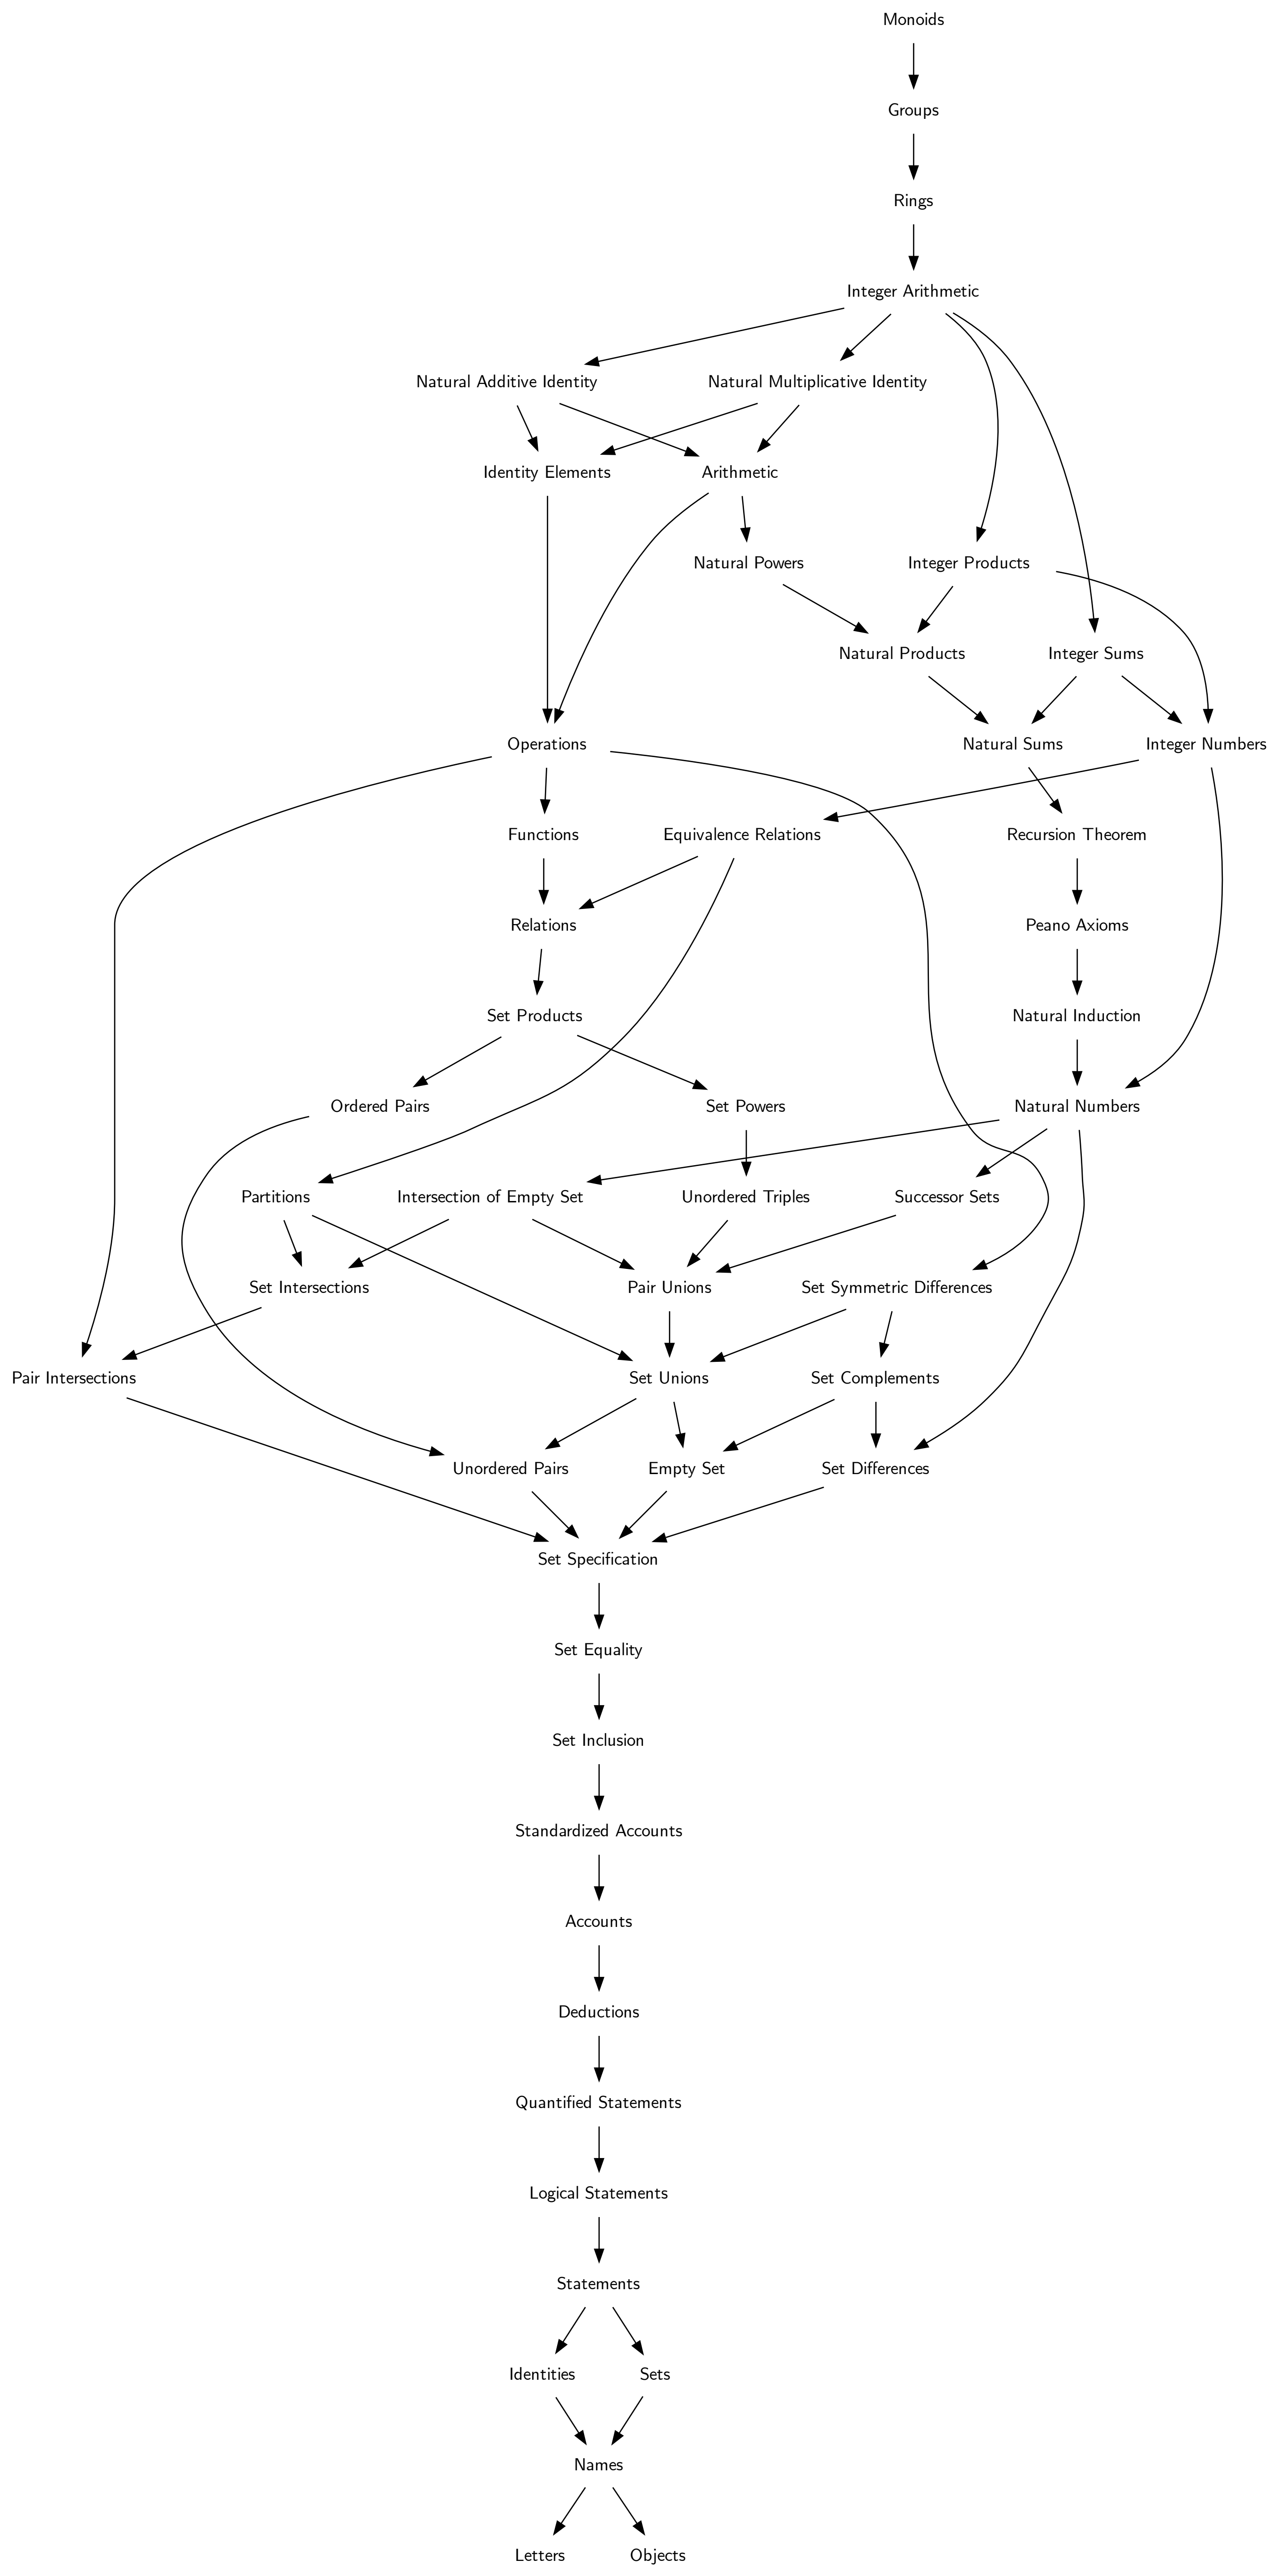 Monoids
Groups
Rings
Integer Arithmetic
Natural Additive Identity
Natural Multiplicative Identity
Identity Elements
Arithmetic
Natural Powers
Integer Products
Natural Products
Integer Sums
Operations
Natural Sums
Integer Numbers
Functions
Equivalence Relations
Recursion Theorem
Relations
Peano Axioms
Set Products
Natural Induction
Ordered Pairs
Set Powers
Natural Numbers
Partitions
Intersection of Empty Set
Unordered Triples
Successor Sets
Set Intersections
Pair Unions
Set Symmetric Differences
Pair Intersections
Set Unions
Set Complements
Unordered Pairs
Empty Set
Set Differences
Set Specification
Set Equality
Set Inclusion
Standardized Accounts
Accounts
Deductions
Quantified Statements
Logical Statements
Statements
Identities
Sets
Names
Letters
Objects